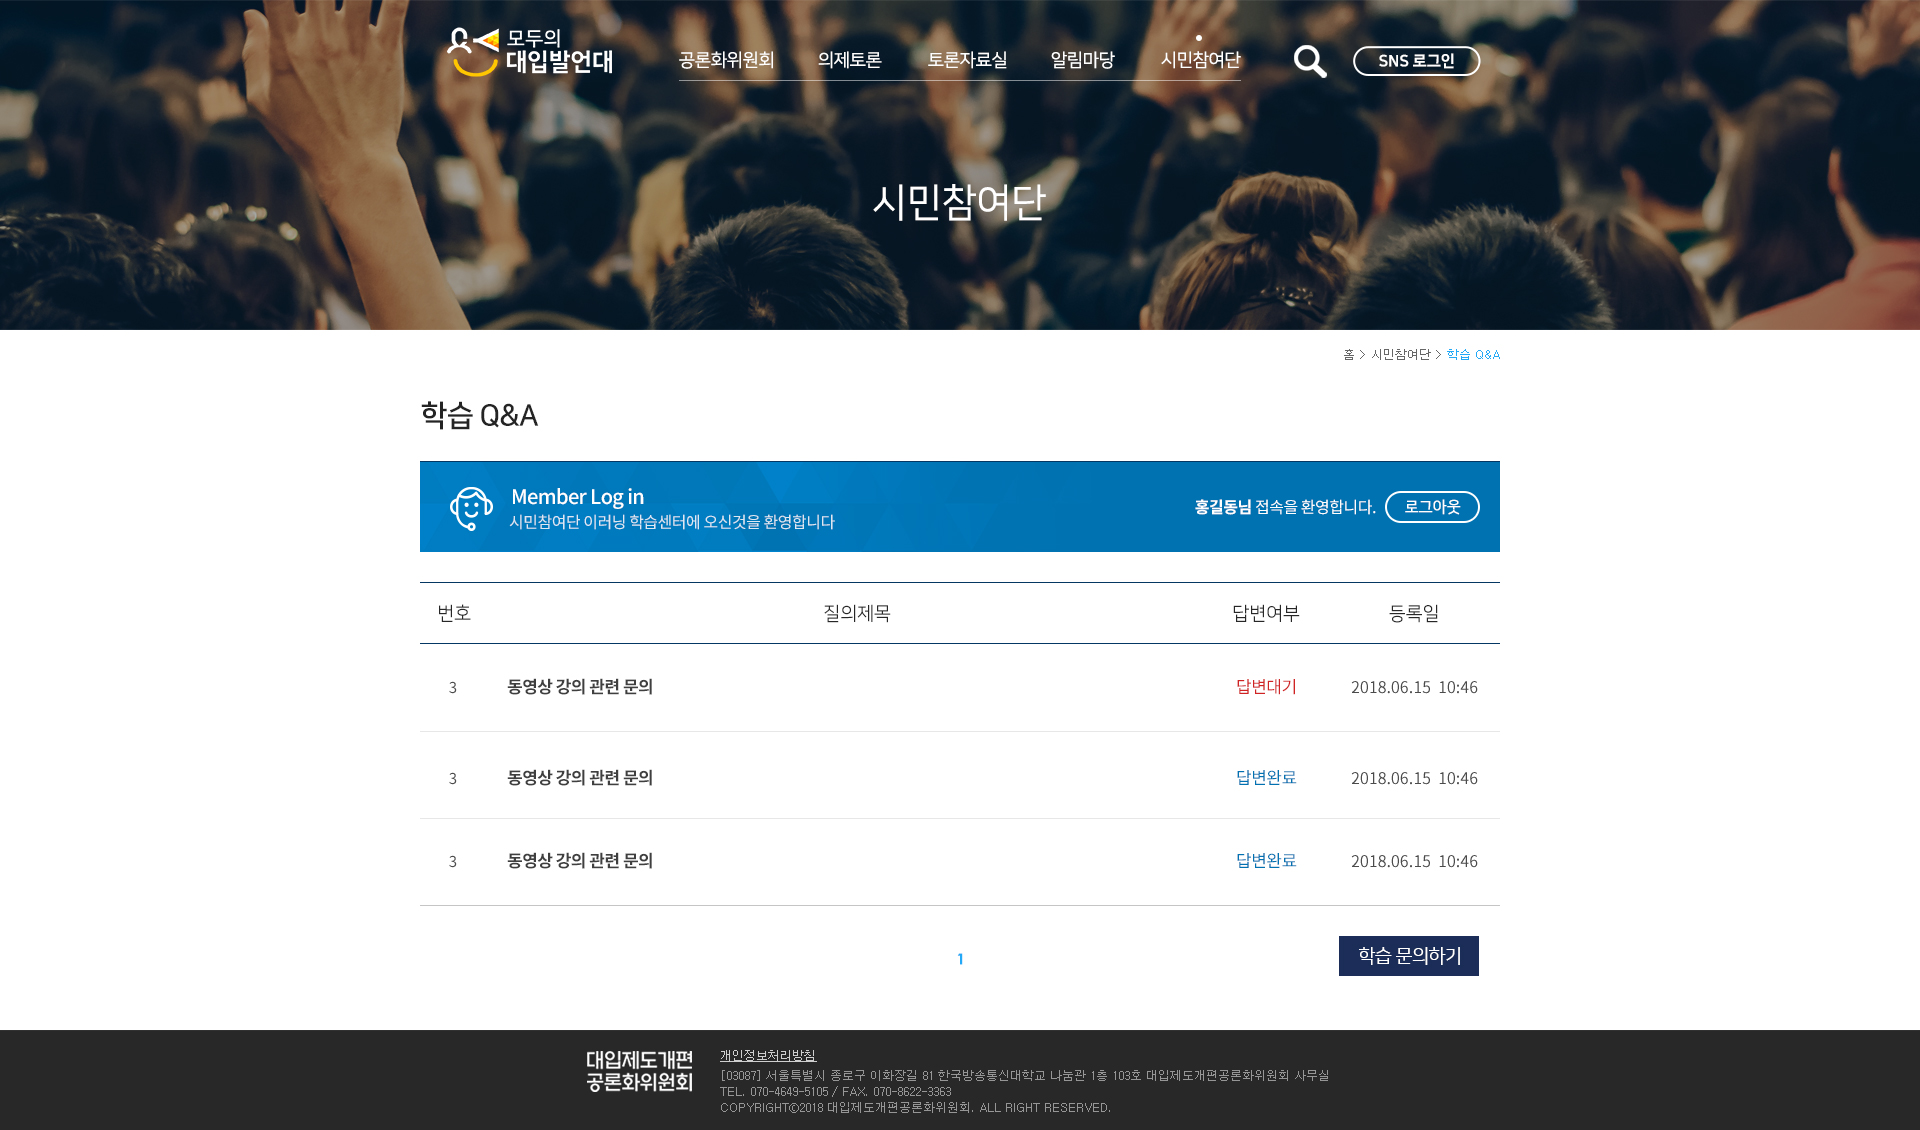 모두의
대입발언대
공론화위원회 의제토론 토론자료실 알림마당 시민참여단
SNS 로그인
시민참여단
홈 > 시민참여단 > 학습 Q&A
학습 Q&A
Member Log in
시민참여단 이러닝 학습센터에 오신것을 환영합니다
홍길동님 접속을 환영합니다.
로그아웃
번호 질의제목 답변여부 등록일
3 동영상 강의 관련 문의 답변대기 2018.06.15 10:46
3 동영상 강의 관련 문의 답변완료 2018.06.15 10:46
3 동영상 강의 관련 문의 답변완료 2018.06.15 10:46
1
학습 문의하기
대입제도개편
공론화위원회
개인정보처리방침
[03087] 서울특별시 종로구 이화장길 81 한국방송통신대학교 나눔관 1층 103호 대입제도개편공론화위원회 사무실
TEL. 070-4649-5105 / FAX. 070-8622-3363
COPYRIGHT©2018 대입제도개편공론화위원회. ALL RIGHT RESERVED.